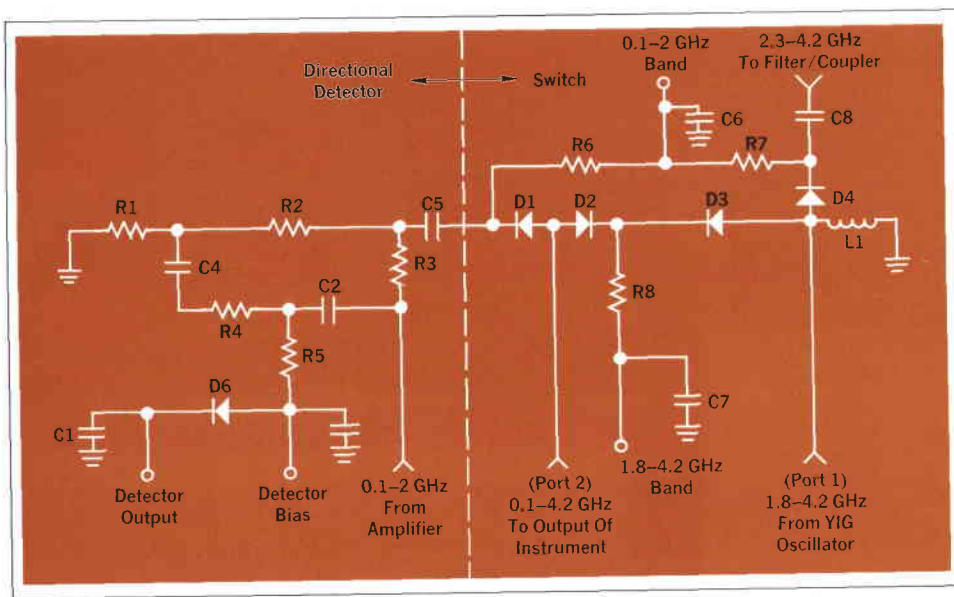 0.1–2 GHz
Band
2.3–4.2 GHz
To Filter/Coupler
Directional
Detector
Switch
C6
C8
R6
R7
R1
R2
C5
D1
D2
D3
D4
L1
C4
R3
C2
R8
R4
R5
D6
C7
C1
Detector
Output
Detector
Bias
0.1–2 GHz
From
Amplifier
(Port 2)
0.1–4.2 GHz
To Output Of
Instrument
1.8–4.2 GHz
Band
(Port 1)
1.8–4.2 GHz
From YIG
Oscillator